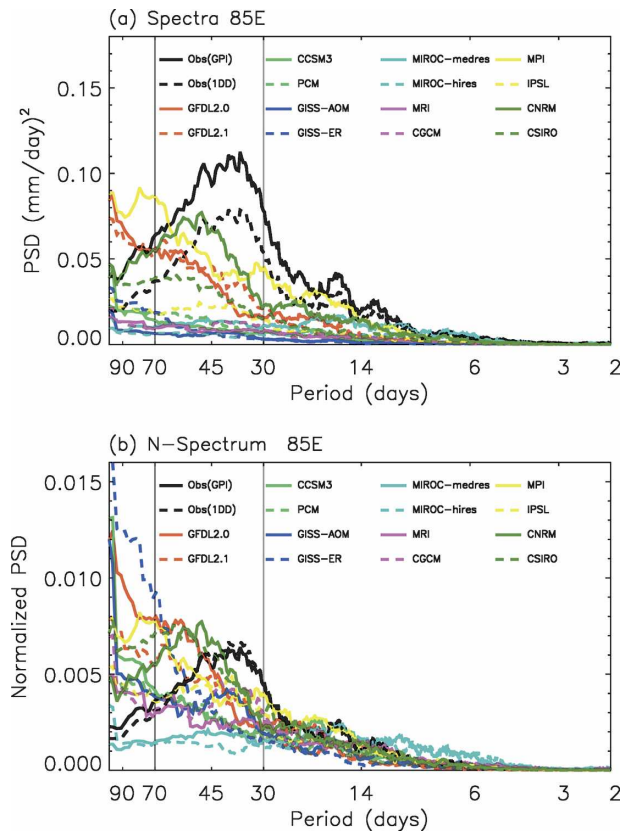 (a) Spectra 85E
PSD (mm/day)²
0.15
0.10
0.05
0.00
Obs(GPI) CCSM3 MIROC-medres MPI
Obs(1DD) PCM MIROC-hires IPSL
GFDL2.0 GISS-AOM MRI CNRM
GFDL2.1 GISS-ER CGCM CSIRO
90 70 45 30 14 6 3 2
Period (days)
(b) N-Spectrum 85E
Normalized PSD
0.015
0.010
0.005
0.000
Obs(GPI) CCSM3 MIROC-medres MPI
Obs(1DD) PCM MIROC-hires IPSL
GFDL2.0 GISS-AOM MRI CNRM
GFDL2.1 GISS-ER CGCM CSIRO
90 70 45 30 14 6 3 2
Period (days)